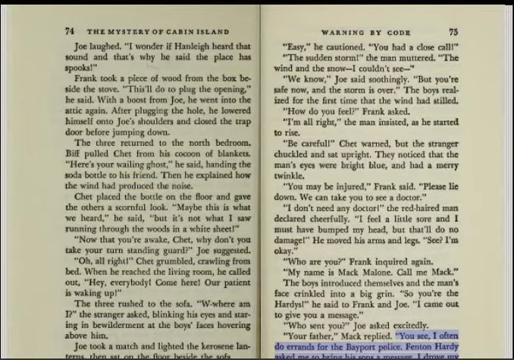 74 THE MYSTERY OF CABIN ISLAND
Joe laughed. "I wonder if Hanleigh heard that
sound and that's why he said the place has
spooks!"
Frank took a piece of wood from the box be-
side the stove. "This'll do to plug the opening,"
he said. With a boost from Joe, he went into the
attic again. After plugging the hole, he lowered
himself onto Joe's shoulders and closed the trap
door before jumping down.
The three returned to the north bedroom.
Biff pulled Chet from his cocoon of blankets.
"Here's your wailing ghost," he said, handing the
soda bottle to his friend. Then he explained how
the wind had produced the noise.
Chet placed the bottle on the floor and gave
the others a scornful look. "Maybe this is what
we heard," he said, "but it's not what I saw
running through the woods in a white sheet!"
"Now that you're awake, Chet, why don't you
take your turn standing guard?" Joe suggested.
"Oh, all right!" Chet grumbled, crawling from
bed. When he reached the living room, he called
out, "Hey, everybody! Come here! Our patient
is waking up!"
The three rushed to the sofa. "W-where am
I?" the stranger asked, blinking his eyes and star-
ing in bewilderment at the boys' faces hovering
above him.
Joe took a match and lighted the kerosene lan-
terns, then sat on the floor beside the sofa.
WARNING BY CODE 75
"Easy," he cautioned. "You had a close call!"
"The sudden storm!" the man muttered. "The
wind and the snow—I couldn't see—"
"We know," Joe said soothingly. "But you're
safe now, and the storm is over." The boys real-
ized for the first time that the wind had stilled.
"How do you feel?" Frank asked.
"I'm all right," the man insisted, as he started
to rise.
"Be careful!" Chet warned, but the stranger
chuckled and sat upright. They noticed that the
man's eyes were bright blue, and had a merry
twinkle.
"You may be injured," Frank said. "Please lie
down. We can take you to see a doctor."
"I don't need any doctor!" the red-haired man
declared cheerfully. "I feel a little sore and I
must have bumped my head, but that'll do no
damage!" He moved his arms and legs. "See? I'm
okay."
"Who are you?" Frank inquired again.
"My name is Mack Malone. Call me Mack."
The boys introduced themselves and the man's
face crinkled into a big grin. "So you're the
Hardys!" he said to Frank and Joe. "I came out
to give you a message."
"Who sent you?" Joe asked excitedly.
"Your father," Mack replied. "You see, I often
do errands for the Bayport police. Fenton Hardy
asked me to bring his sons a message. I drove my